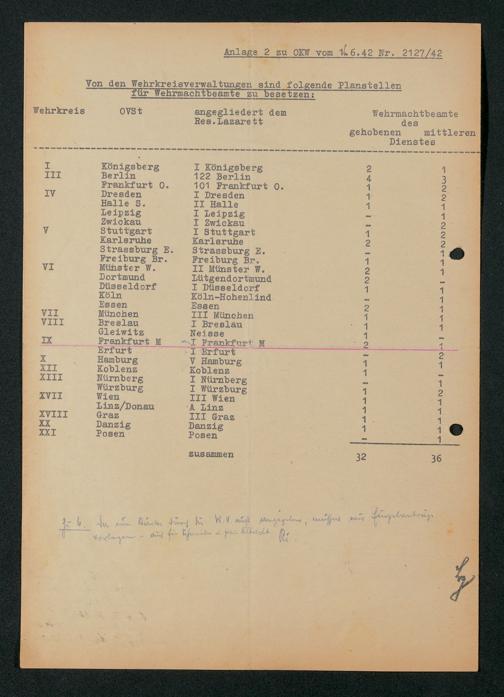 Anlage 2 zu OKW vom 1.6.42 Nr. 2127/42
Von den Wehrkreisverwaltungen sind folgende Planstellen
für Wehrmachtbeamte zu besetzen:
Wehrkreis OVSt angegliedert dem Wehrmachtbeamte
Res.Lazarett des
gehobenen mittleren
Dienstes
I Königsberg I Königsberg 2 1
III Berlin 122 Berlin 4 3
Frankfurt O. 101 Frankfurt O. 1 2
IV Dresden I Dresden 2 2
Halle S. II Halle 1 1
Leipzig I Leipzig – 1
Zwickau I Zwickau – 2
V Stuttgart I Stuttgart 1 2
Karlsruhe Karlsruhe 2 2
Strassburg E. Strassburg E. – 1
Freiburg Br. Freiburg Br. 1 1
VI Münster W. II Münster W. 2 1
Dortmund Lütgendortmund 2 –
Düsseldorf I Düsseldorf 1 1
Köln Köln-Hohenlind – 1
Essen Essen 2 1
VII München III München 1 1
VIII Breslau I Breslau 1 1
Gleiwitz Neisse 1 –
IX Frankfurt M I Frankfurt M 2 1
Erfurt I Erfurt – 2
X Hamburg V Hamburg 1 1
XII Koblenz Koblenz 1 –
XIII Nürnberg I Nürnberg – 1
Würzburg I Würzburg 1 2
XVII Wien III Wien 1 1
Linz/Donau A Linz 1 1
XVIII Graz III Graz 1 1
XX Danzig Danzig 1 1
XXI Posen Posen – 1
zusammen 32 36